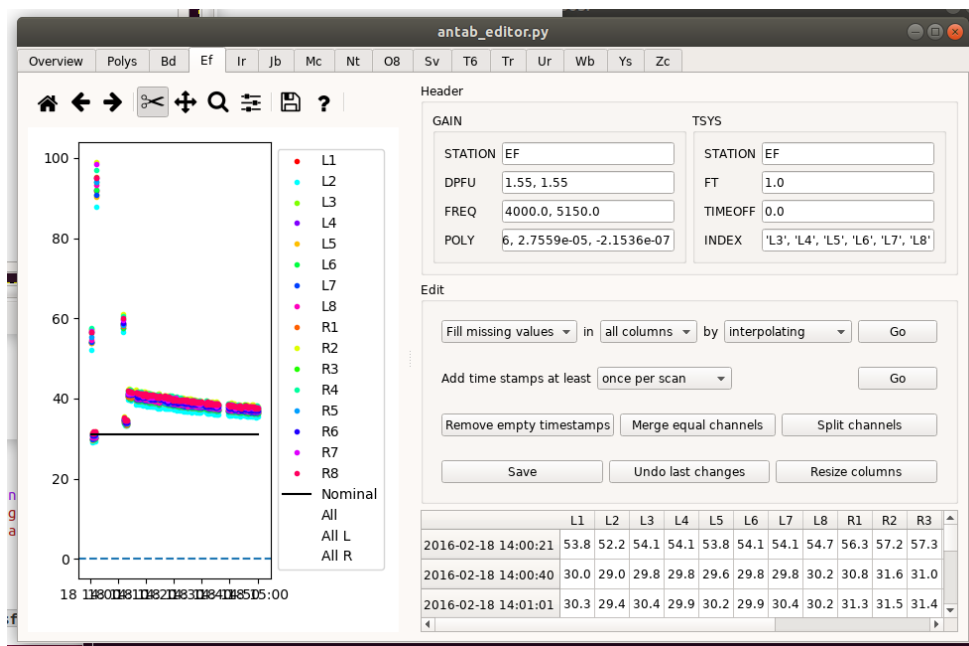 antab_editor.py
Overview Polys Bd Ef Ir Jb Mc Nt O8 Sv T6 Tr Ur Wb Ys Zc
?
100
80
60
40
20
0
L1
L2
L3
L4
L5
L6
L7
L8
R1
R2
R3
R4
R5
R6
R7
R8
Nominal
All
All L
All R
Header
GAIN
STATION EF
DPFU 1.55, 1.55
FREQ 4000.0, 5150.0
POLY 6, 2.7559e-05, -2.1536e-07
TSYS
STATION EF
FT 1.0
TIMEOFF 0.0
INDEX 'L3', 'L4', 'L5', 'L6', 'L7', 'L8'
Edit
Fill missing values in all columns by interpolating Go
Add time stamps at least once per scan Go
Remove empty timestamps Merge equal channels Split channels
Save Undo last changes Resize columns
L1 L2 L3 L4 L5 L6 L7 L8 R1 R2 R3
2016-02-18 14:00:21 53.8 52.2 54.1 54.1 53.8 54.1 54.1 54.7 56.3 57.2 57.3
2016-02-18 14:00:40 30.0 29.0 29.8 29.8 29.6 29.8 29.8 30.2 30.8 31.6 31.0
2016-02-18 14:01:01 30.3 29.4 30.4 29.9 30.2 29.9 30.4 30.2 31.3 31.5 31.4